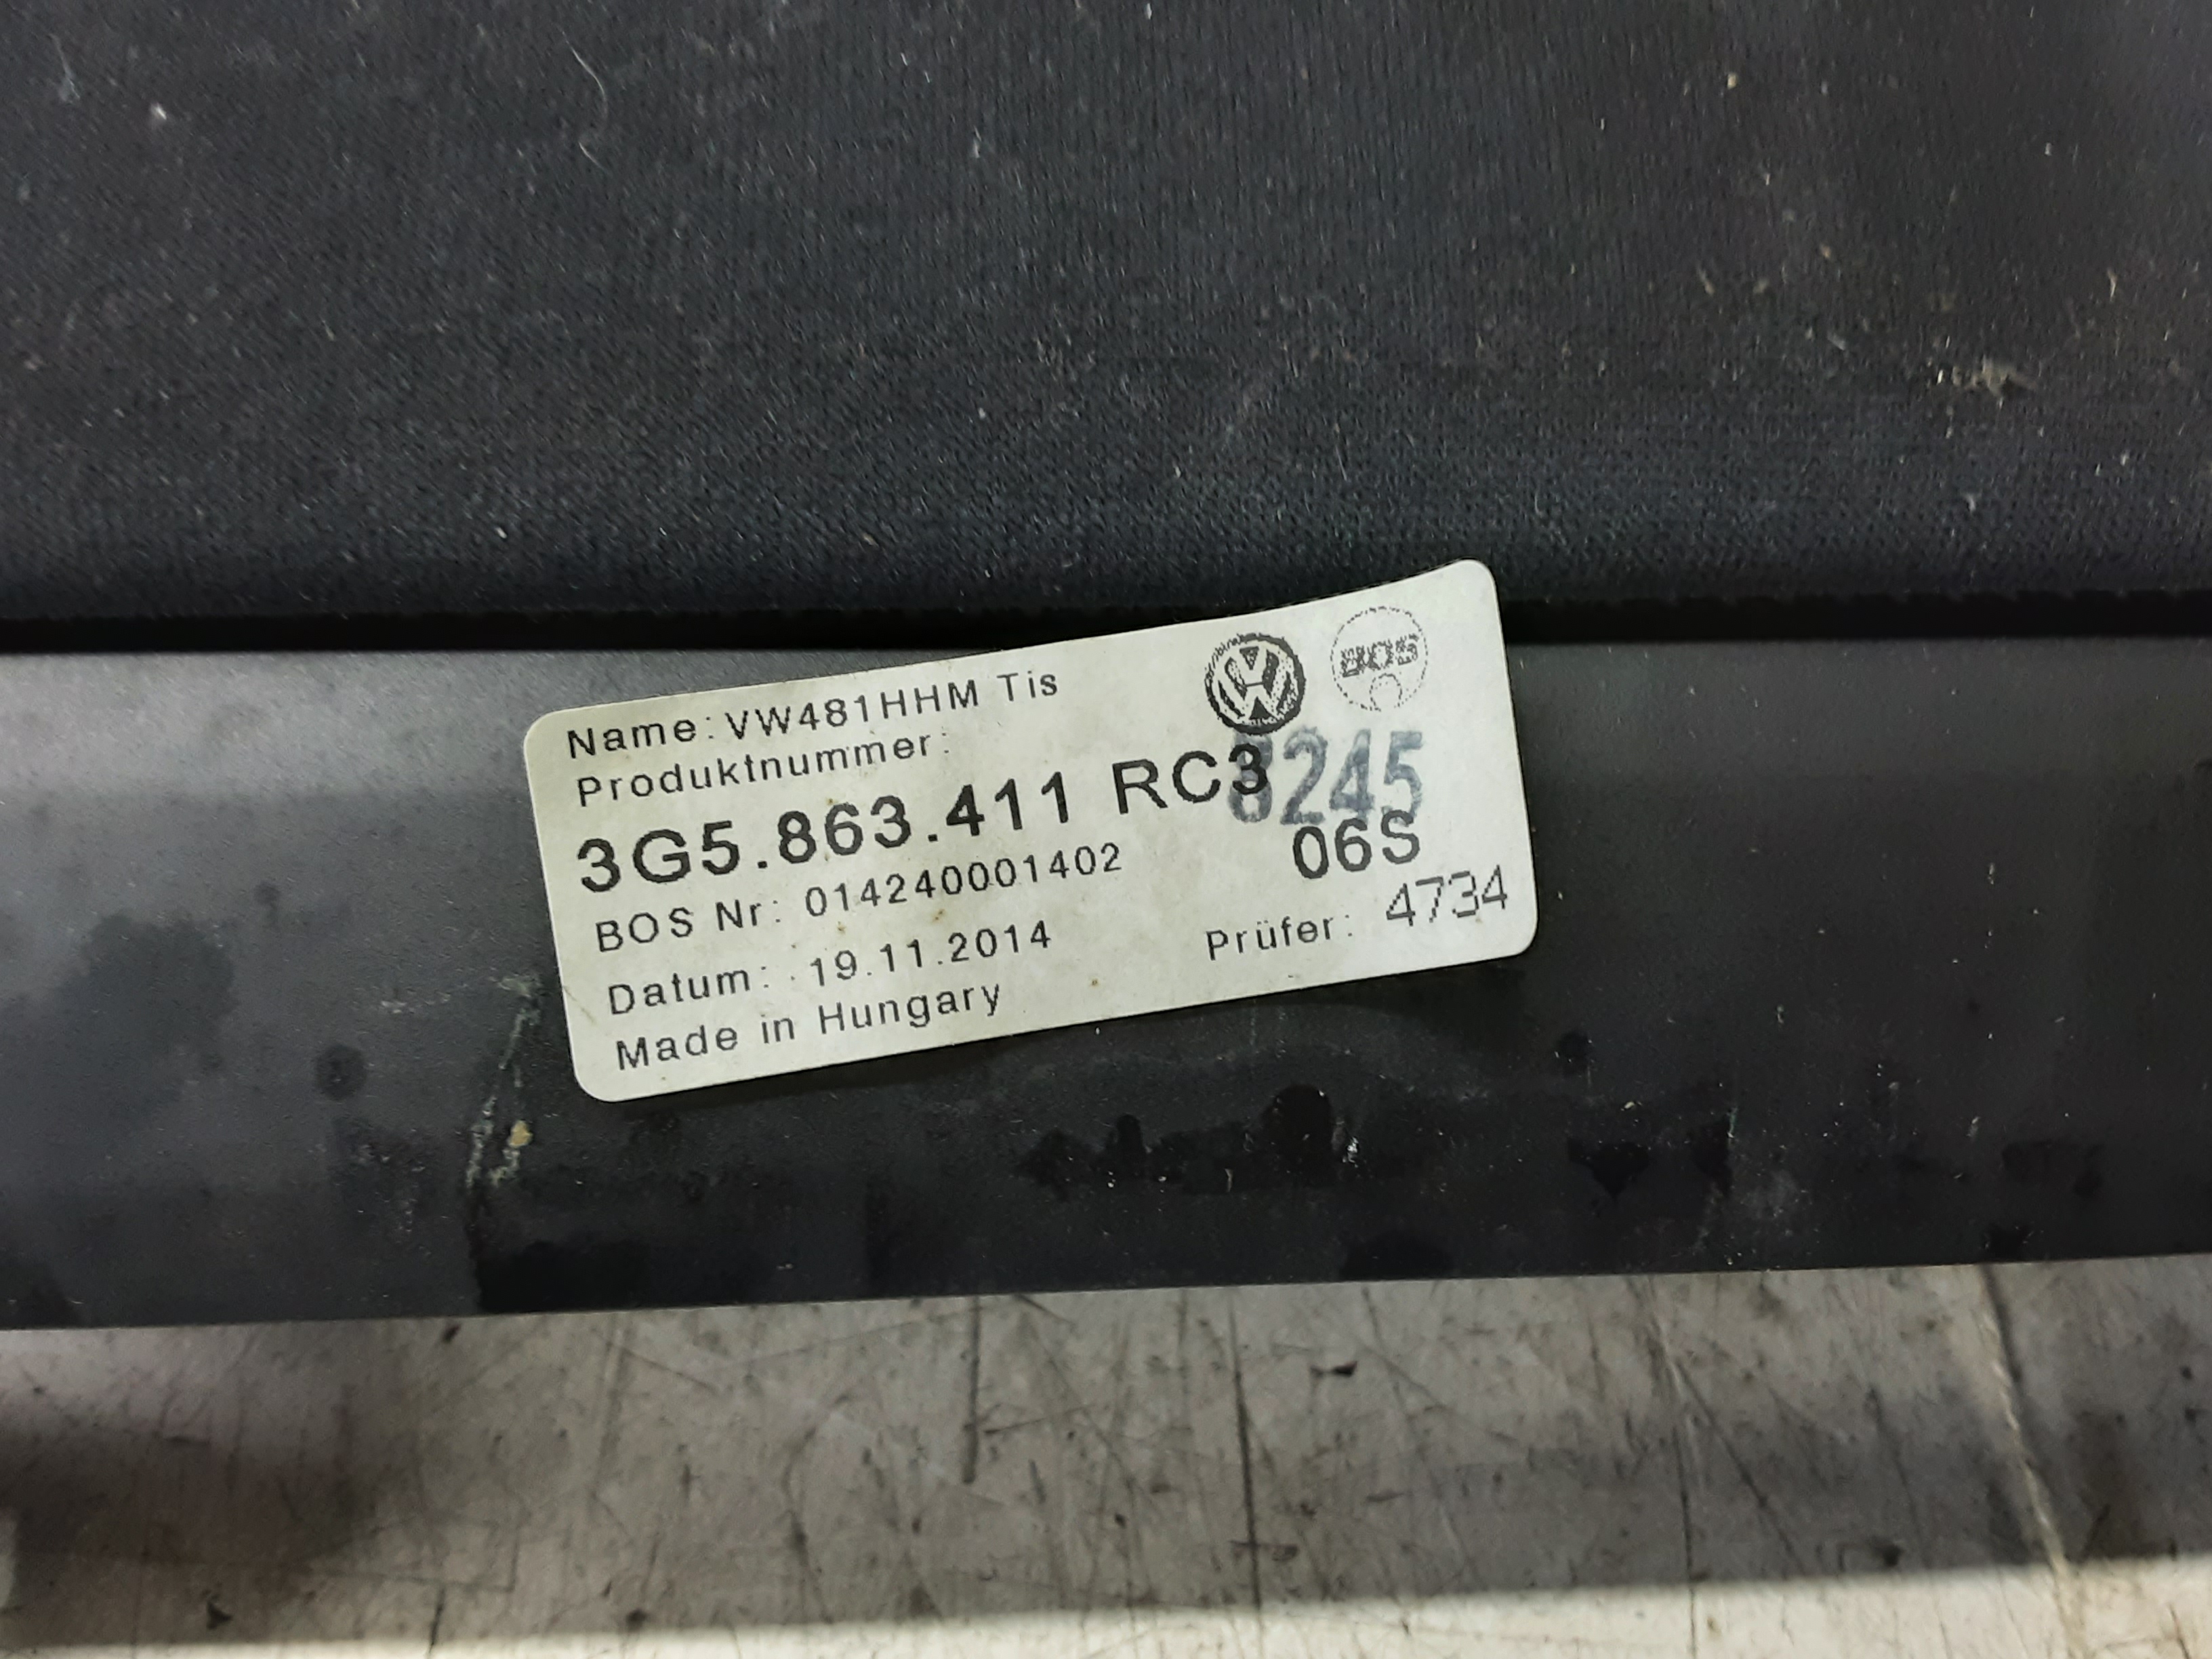 Name: VW481HHM Tis
Produktnummer:
3G5.863.411 RC3
06S
BOS Nr: 014240001402
Datum: 19.11.2014
Prüfer: 4734
Made in Hungary
BOS
8245